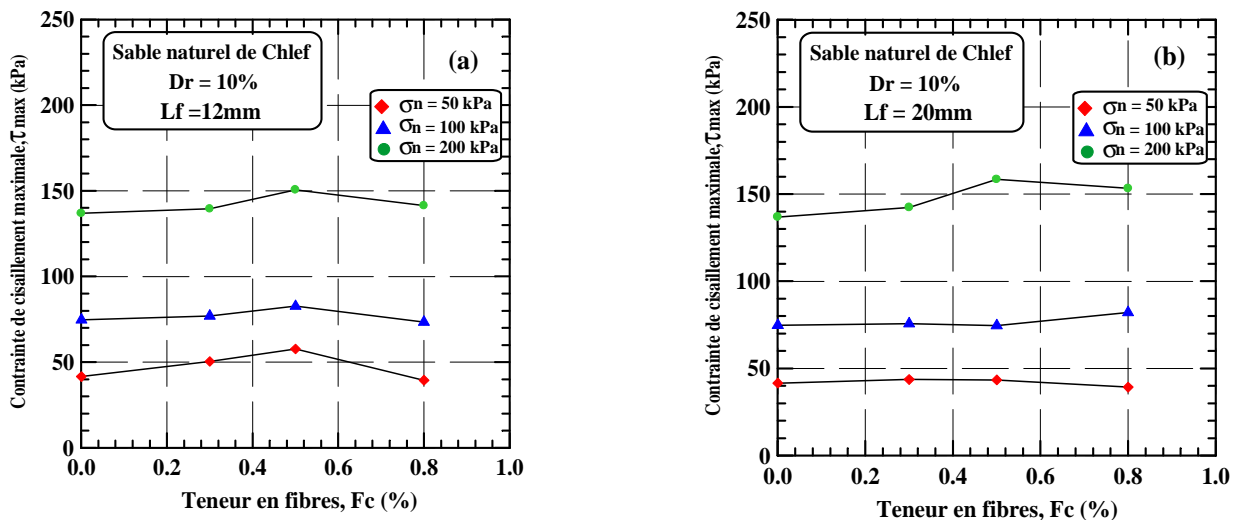 Contrainte de cisaillement maximale,τmax (kPa)
250
200
150
100
50
0
Sable naturel de Chlef
Dr = 10%
Lf =12mm
(a)
σn = 50 kPa
σn = 100 kPa
σn = 200 kPa
0.0 0.2 0.4 0.6 0.8 1.0
Teneur en fibres, Fc (%)
Contrainte de cisaillement maximale,τmax (kPa)
250
200
150
100
50
0
Sable naturel de Chlef
Dr = 10%
Lf = 20mm
(b)
σn = 50 kPa
σn = 100 kPa
σn = 200 kPa
0.0 0.2 0.4 0.6 0.8 1.0
Teneur en fibres, Fc (%)